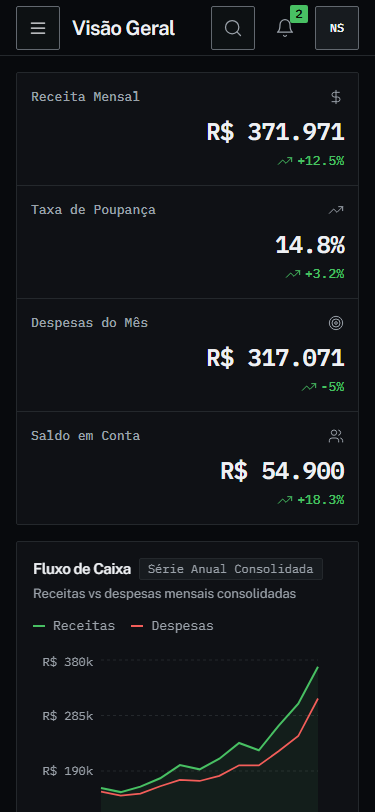 Visão Geral
2
N$
Receita Mensal
R$ 371.971
+12.5%
Taxa de Poupança
14.8%
+3.2%
Despesas do Mês
R$ 317.071
-5%
Saldo em Conta
R$ 54.900
+18.3%
Fluxo de Caixa
Série Anual Consolidada
Receitas vs despesas mensais consolidadas
Receitas
Despesas
R$ 380k
R$ 285k
R$ 190k